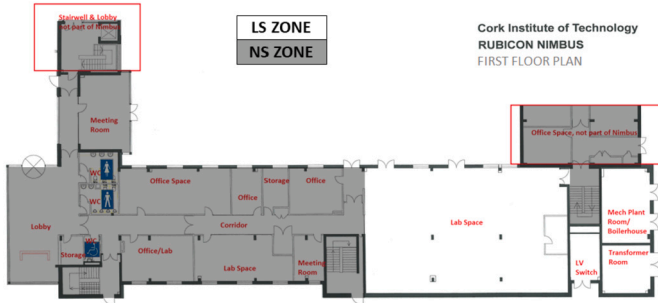 Stairwell & Lobby
not part of Nimbus
LS ZONE
NS ZONE
Cork Institute of Technology
RUBICON NIMBUS
FIRST FLOOR PLAN
Meeting
Room
Office Space, not part of Nimbus
WC
Office Space
Storage
Office
Office
WC
Mech Plant
Room/
Boilerhouse
Lobby
Corridor
Lab Space
WC
Storage
Office/Lab
Lab Space
Meeting
Room
LV
Switch
Transformer
Room